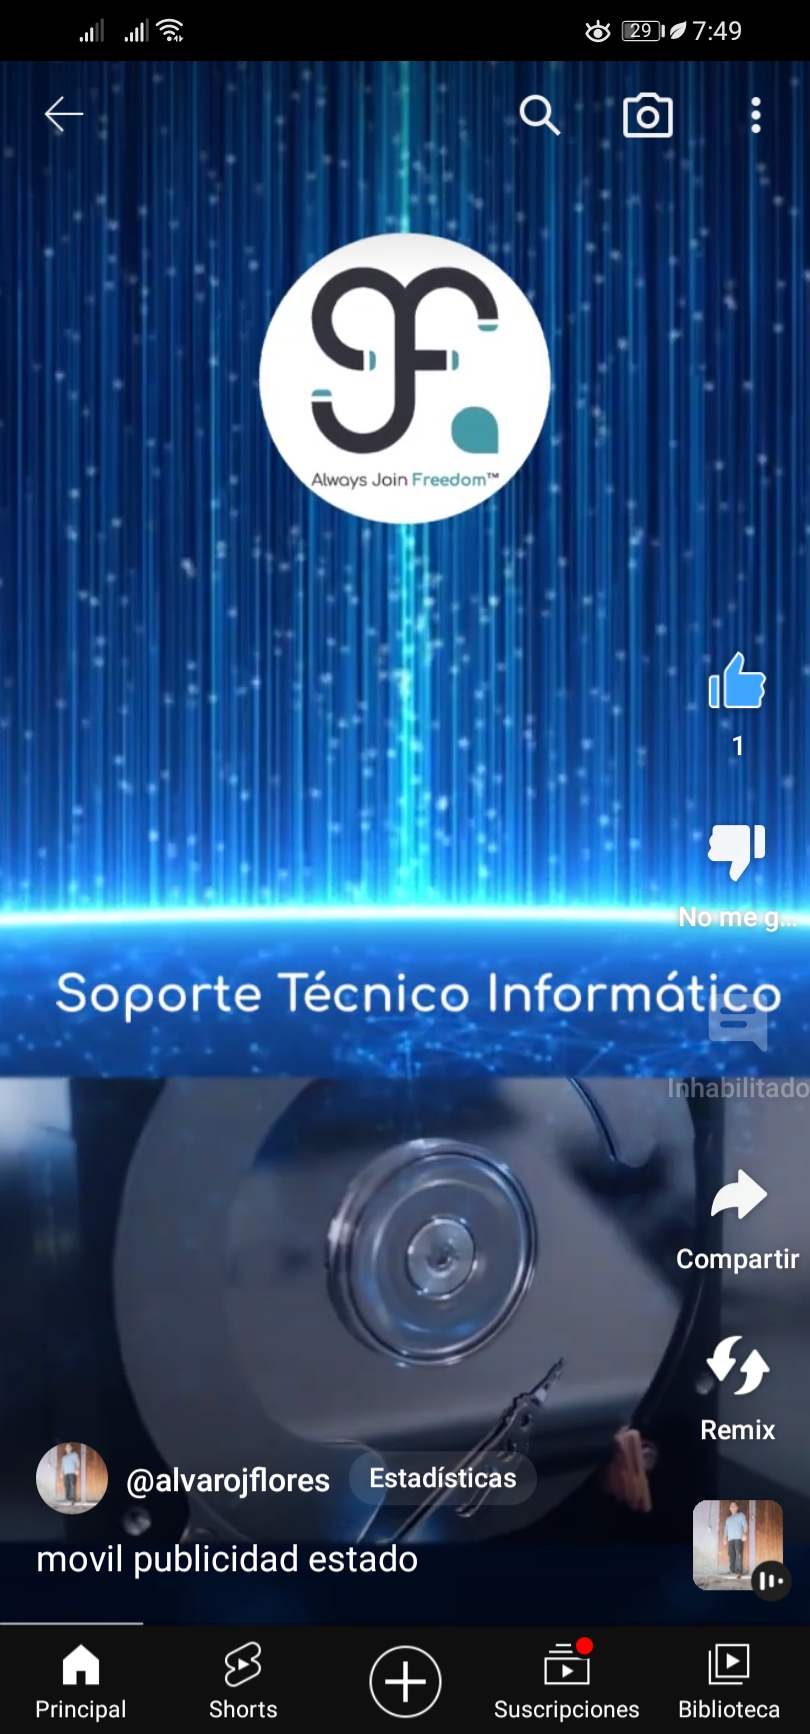 29 7:49
Always Join Freedom™
1
No me g...
Soporte Técnico Informático
Inhabilitado
Compartir
Remix
@alvarojflores Estadísticas
movil publicidad estado
Principal Shorts Suscripciones Biblioteca